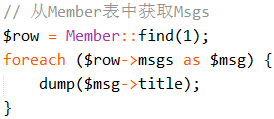 // 从Member表中获取Msgs
$row = Member::find(1);
foreach ($row->msgs as $msg) {
    dump($msg->title);
}